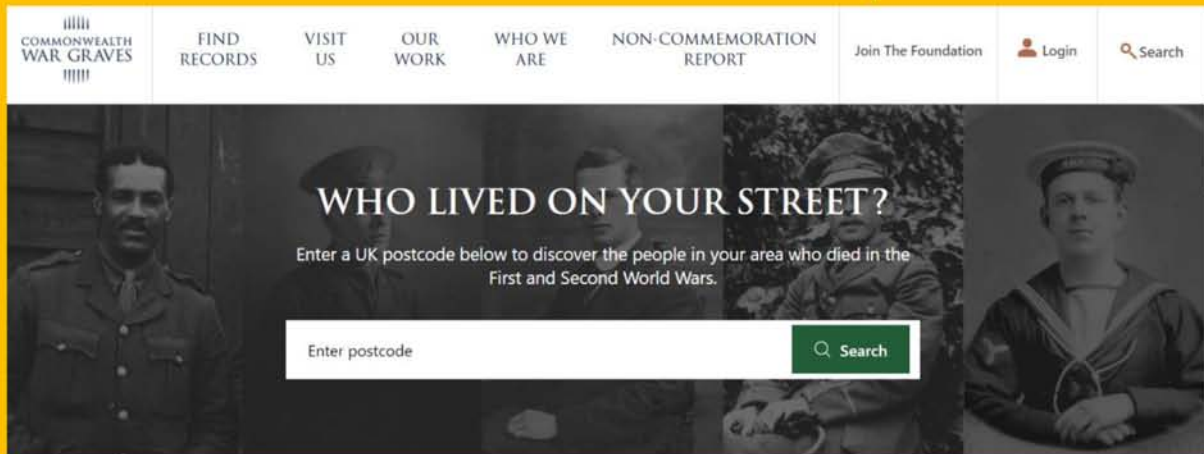 COMMONWEALTH
WAR GRAVES
FIND
RECORDS
VISIT
US
OUR
WORK
WHO WE
ARE
NON-COMMEMORATION
REPORT
Join The Foundation
Login
Search
WHO LIVED ON YOUR STREET?
Enter a UK postcode below to discover the people in your area who died in the
First and Second World Wars.
Enter postcode
Search